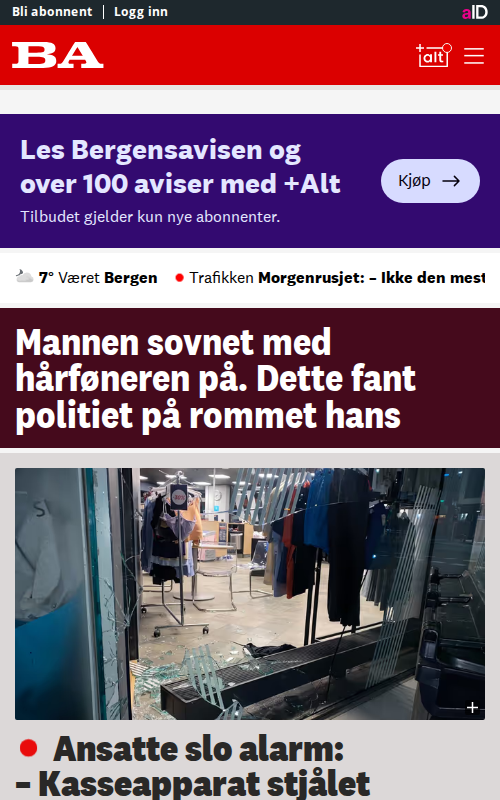 Bli abonnent
Logg inn
aID
BA
+alt
Les Bergensavisen og
over 100 aviser med +Alt
Tilbudet gjelder kun nye abonnenter.
Kjøp
7° Været Bergen
Trafikken Morgenrusjet: – Ikke den mest
Mannen sovnet med
hårføneren på. Dette fant
politiet på rommet hans
Ansatte slo alarm:
– Kasseapparat stjålet